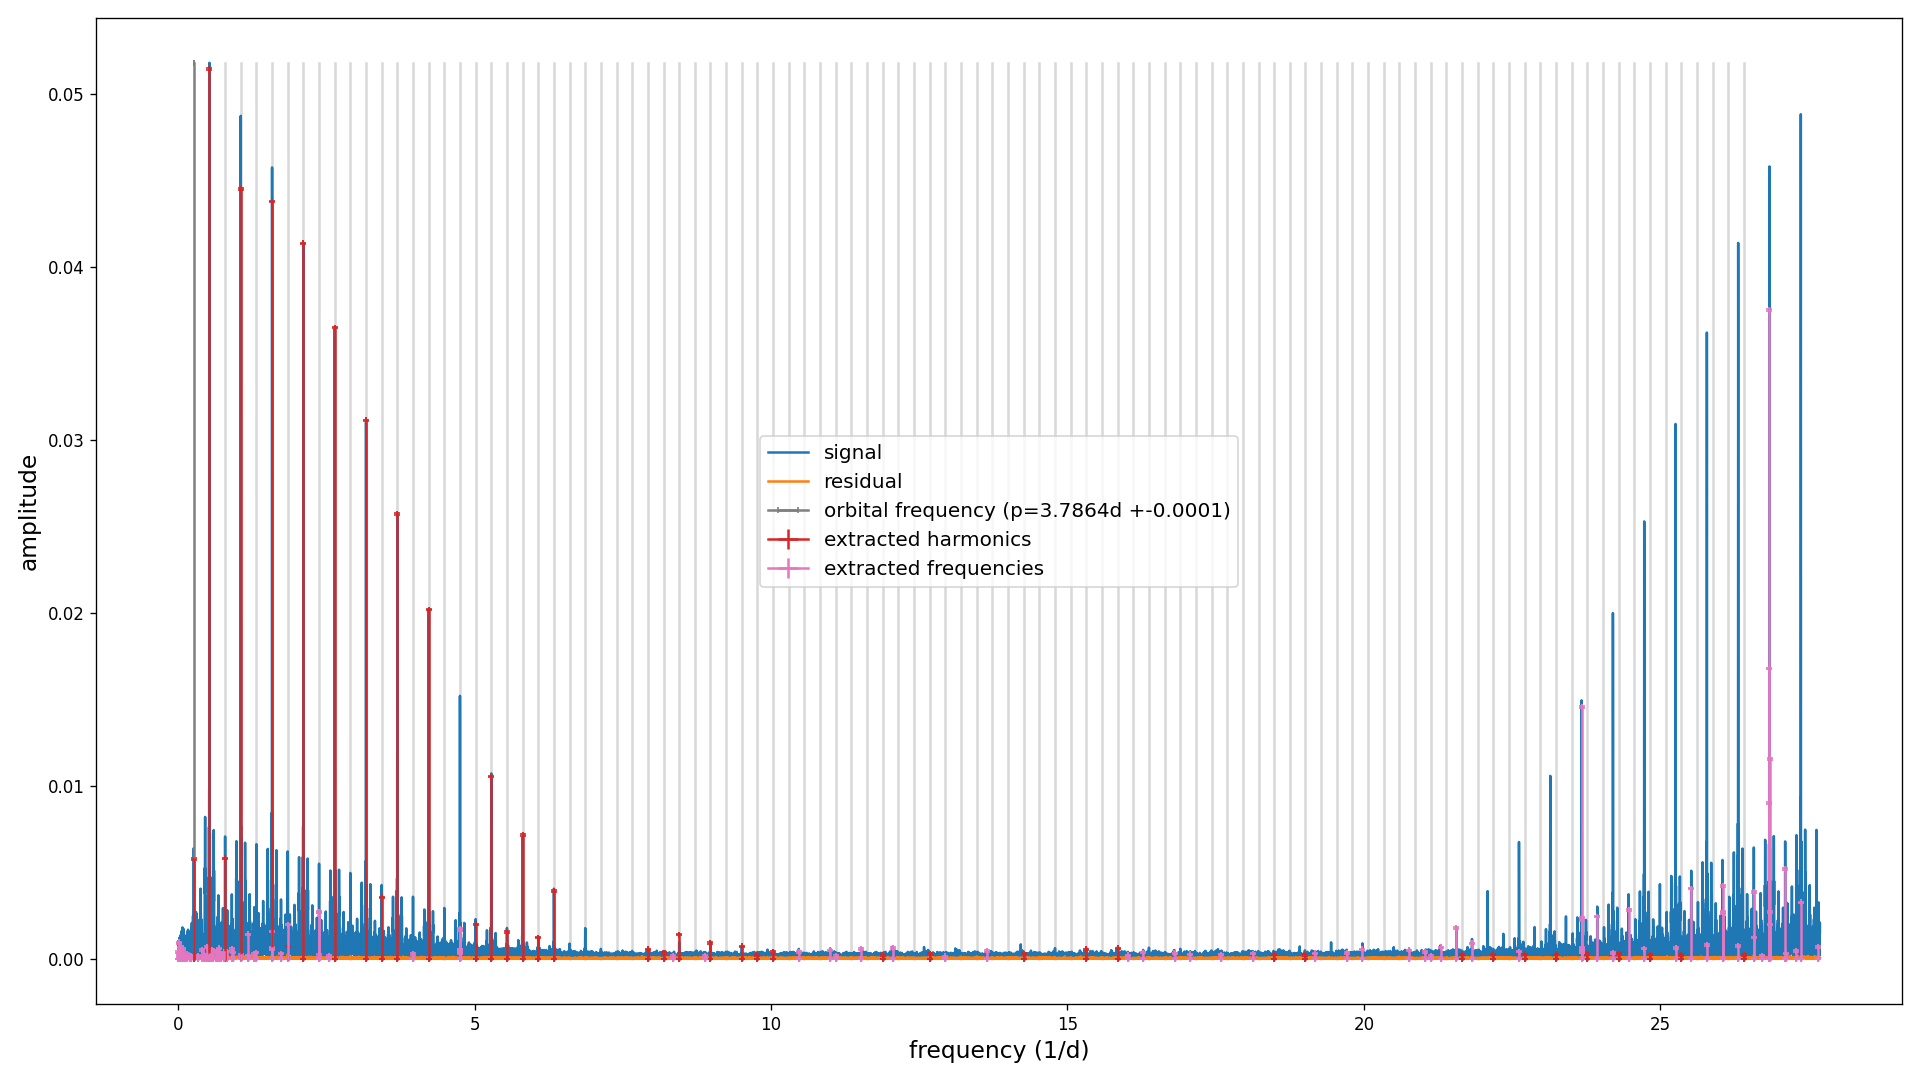 0.05
0.04
0.03
0.02
0.01
0.00
amplitude
signal
residual
orbital frequency (p=3.7864d +-0.0001)
extracted harmonics
extracted frequencies
0 5 10 15 20 25
frequency (1/d)